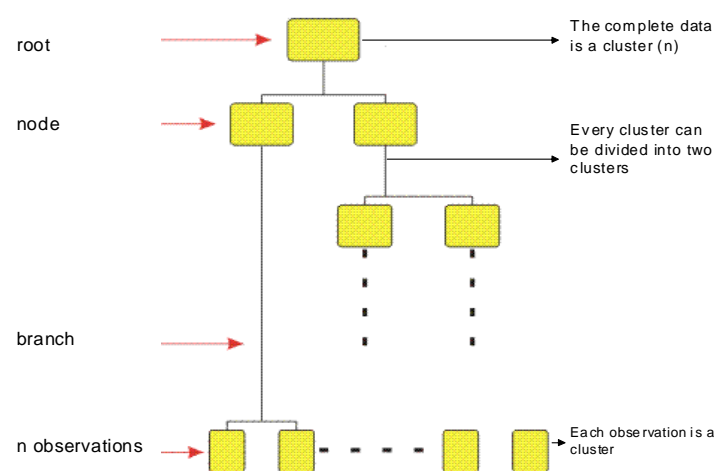 root
The complete data
is a cluster (n)
node
Every cluster can
be divided into two
clusters
branch
n observations
Each observation is a
cluster